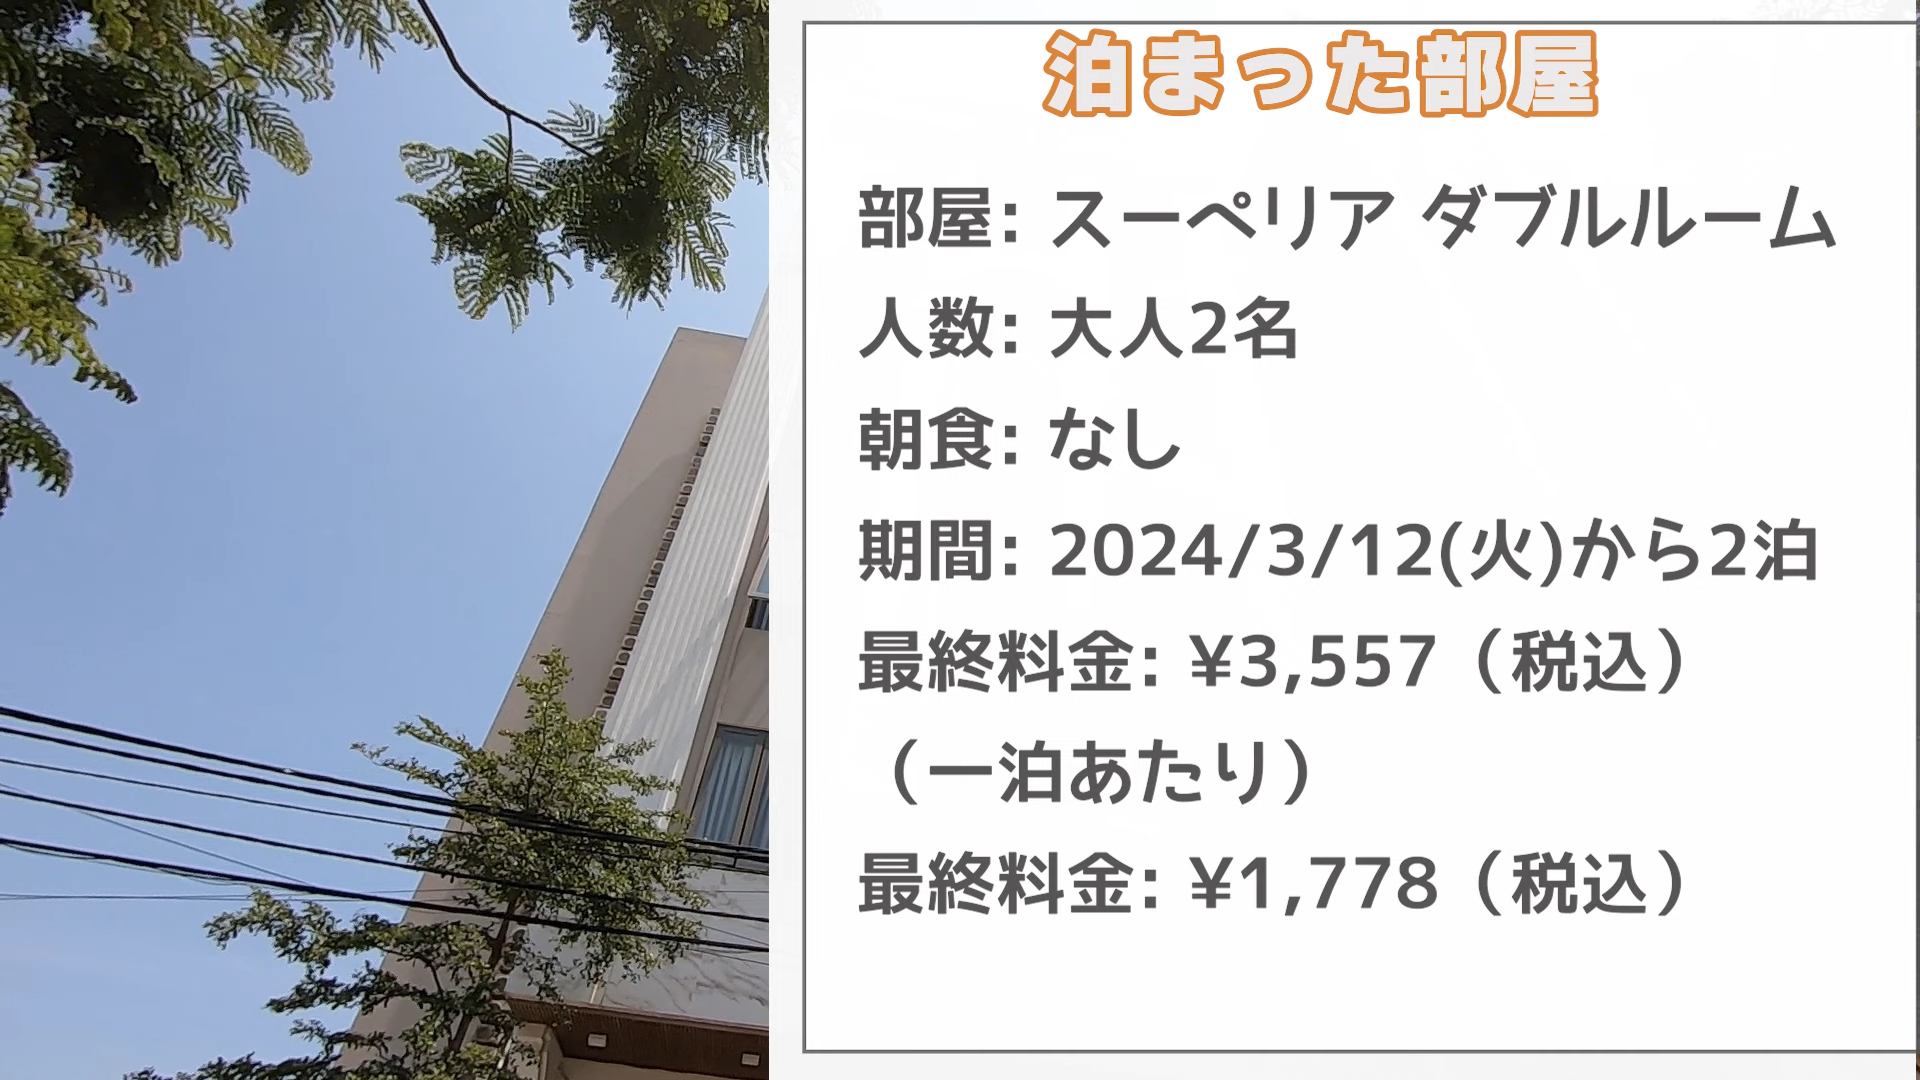 泊まった部屋
部屋: スーペリア ダブルルーム
人数: 大人2名
朝食: なし
期間: 2024/3/12(火)から2泊
最終料金: ¥3,557（税込）
（一泊あたり）
最終料金: ¥1,778（税込）